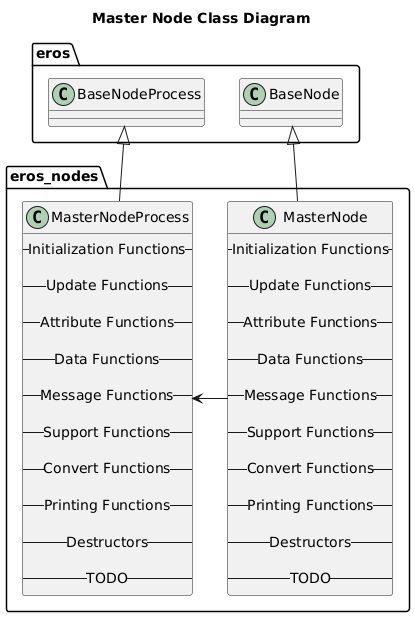 Master Node Class Diagram
eros
C BaseNodeProcess
C BaseNode
eros_nodes
C MasterNodeProcess
Initialization Functions
Update Functions
Attribute Functions
Data Functions
Message Functions
Support Functions
Convert Functions
Printing Functions
Destructors
TODO
C MasterNode
Initialization Functions
Update Functions
Attribute Functions
Data Functions
Message Functions
Support Functions
Convert Functions
Printing Functions
Destructors
TODO